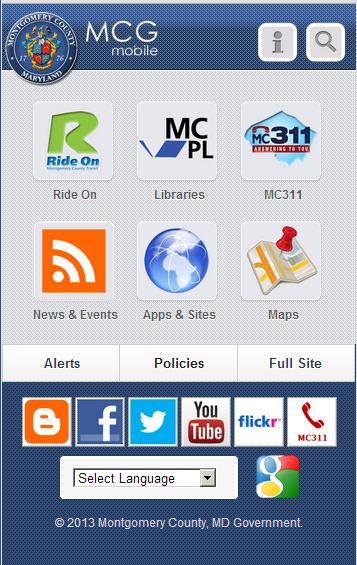 MONTGOMERY COUNTY
17 76
MARYLAND
MCG
mobile
i
R
Ride On
Montgomery County Transit
MC
PL
MC311
ANSWERING TO YOU
Ride On
Libraries
MC311
News & Events
Apps & Sites
Maps
Alerts
Policies
Full Site
f
You
Tube
flickr
MC311
Select Language
g
© 2013 Montgomery County, MD Government.